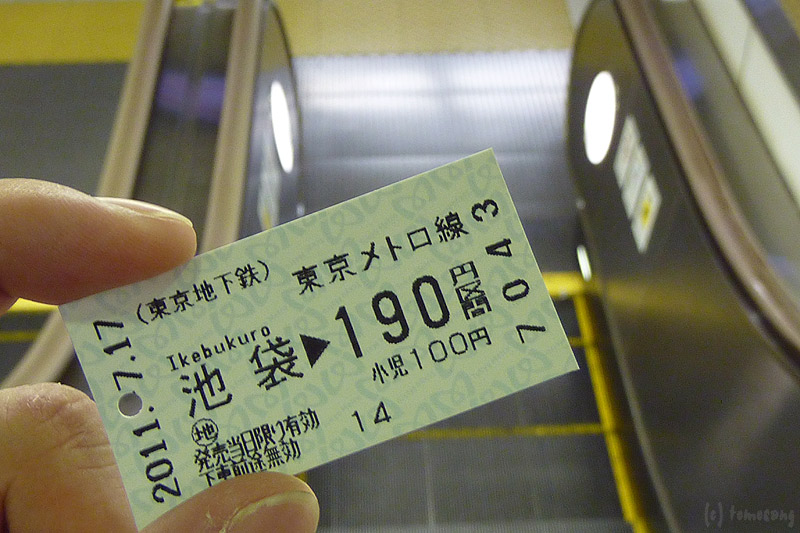 (東京地下鉄) 東京メトロ線
Ikebukuro
池袋▶190円区間
小児100円
㊞地
発売当日限り有効 14
下車前途無効
2011.-7.17
7043
(c) tomozang